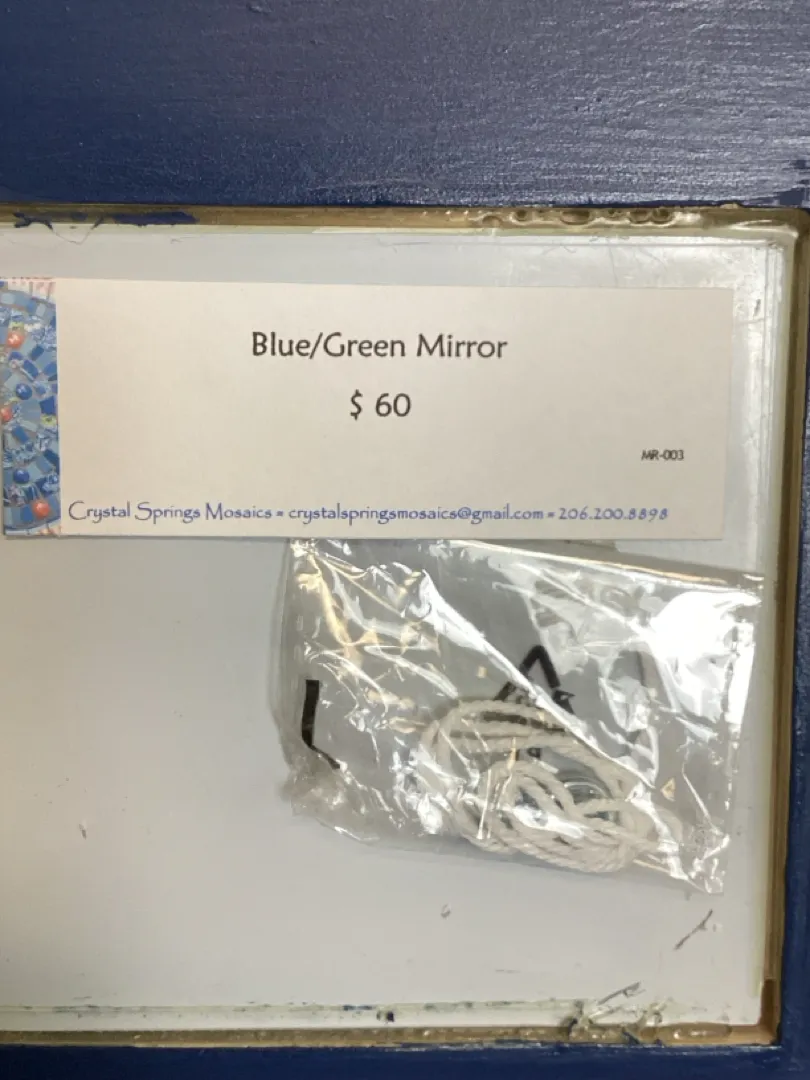 Blue/Green Mirror
$ 60
MR-003
Crystal Springs Mosaics = crystalspringsmosaics@gmail.com = 206.200.8898